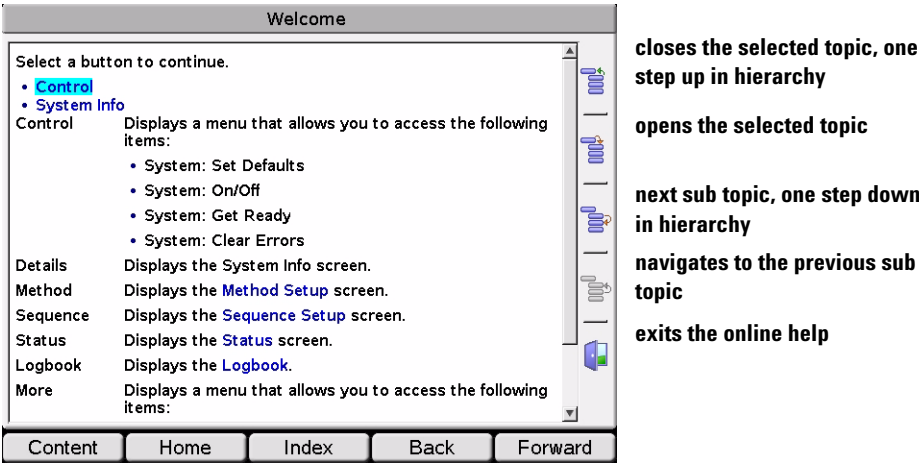 Welcome
Select a button to continue.
• Control
• System Info
Control Displays a menu that allows you to access the following
items:
• System: Set Defaults
• System: On/Off
• System: Get Ready
• System: Clear Errors
Details Displays the System Info screen.
Method Displays the Method Setup screen.
Sequence Displays the Sequence Setup screen.
Status Displays the Status screen.
Logbook Displays the Logbook.
More Displays a menu that allows you to access the following
items:
Content Home Index Back Forward
closes the selected topic, one
step up in hierarchy
opens the selected topic
next sub topic, one step down
in hierarchy
navigates to the previous sub
topic
exits the online help